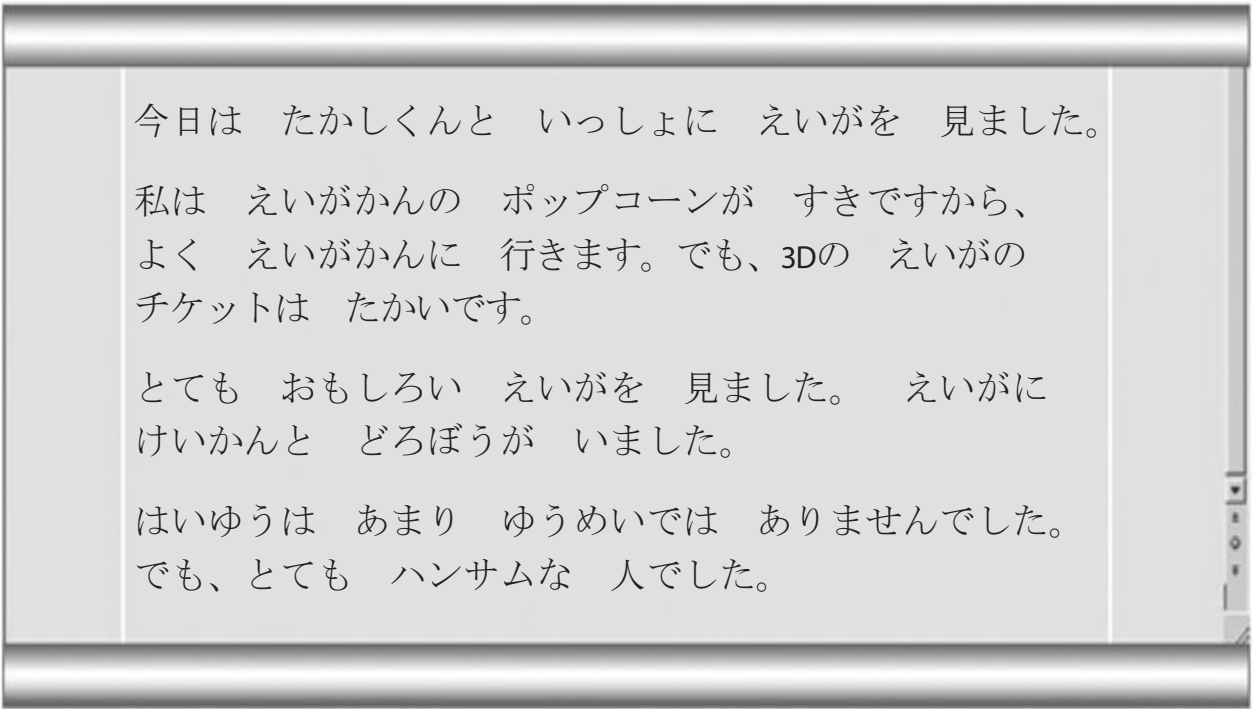 今日は　たかしくんと　いっしょに　えいがを　見ました。
私は　えいがかんの　ポップコーンが　すきですから、
よく　えいがかんに　行きます。でも、3Dの　えいがの
チケットは　たかいです。
とても　おもしろい　えいがを　見ました。　えいがに
けいかんと　どろぼうが　いました。
はいゆうは　あまり　ゆうめいでは　ありませんでした。
でも、とても　ハンサムな　人でした。